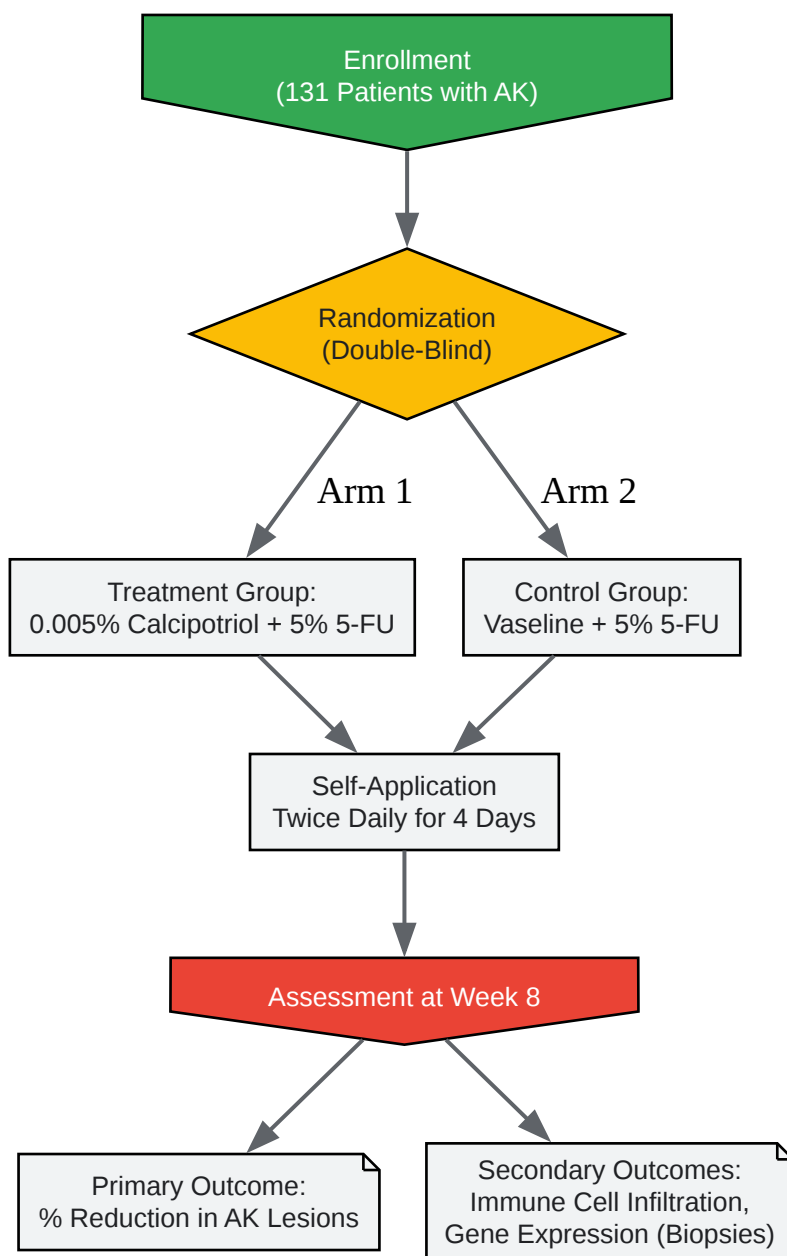 Enrollment
(131 Patients with AK)
Randomization
(Double-Blind)
Arm 1
Arm 2
Treatment Group:
0.005% Calcipotriol + 5% 5-FU
Control Group:
Vaseline + 5% 5-FU
Self-Application
Twice Daily for 4 Days
Assessment at Week 8
Primary Outcome:
% Reduction in AK Lesions
Secondary Outcomes:
Immune Cell Infiltration,
Gene Expression (Biopsies)